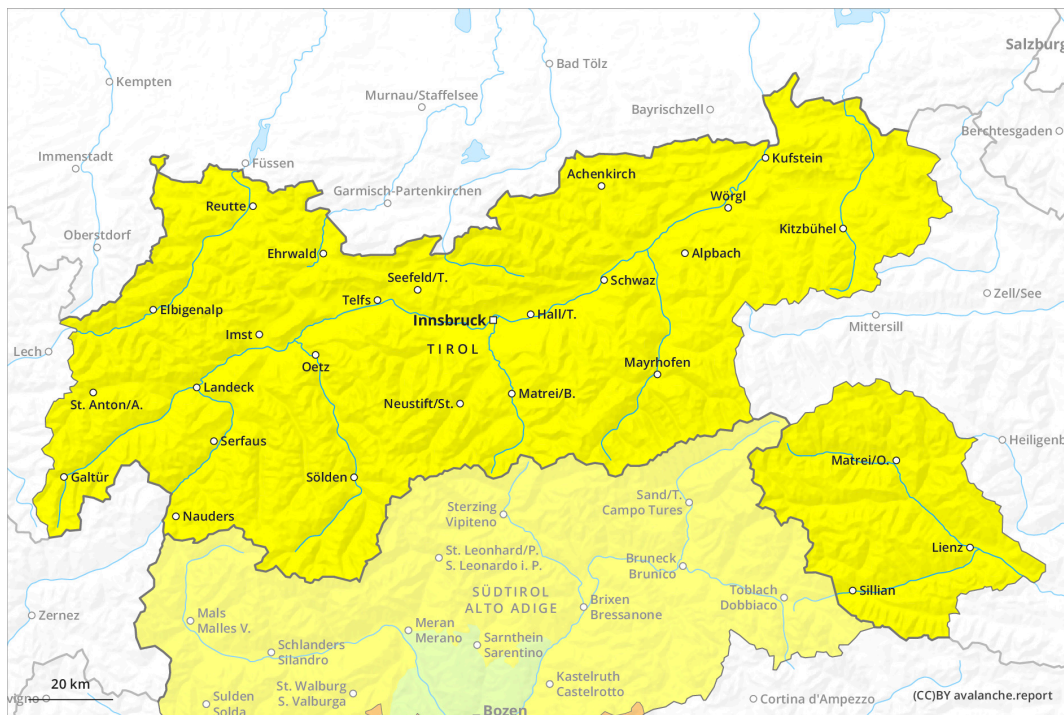 Salzburg
Kempten
Bad Tölz
Murnau/Staffelsee
Bayrischzell
Berchtesgaden
Immenstadt
Füssen
Kufstein
Achenkirch
Garmisch-Partenkirchen
Wörgl
Reutte
Oberstdorf
Kitzbühel
Ehrwald
Alpbach
Seefeld/T.
Schwaz
Zell/See
Telfs
Elbigenalp
Hall/T.
Innsbruck
Mittersill
Imst
Lech
TIROL
Oetz
Mayrhofen
Landeck
St. Anton/A.
Matrei/B.
Neustift/St.
Serfaus
Heiligenb
Matrei/O.
Galtür
Sölden
Sand/T.
Campo Tures
Sterzing
Vipiteno
Nauders
Lienz
St. Leonhard/P.
S. Leonardo i. P.
Bruneck
Brunico
SÜDTIROL
ALTO ADIGE
Sillian
Toblach
Dobbiaco
Brixen
Bressanone
Zernez
Mals
Malles V.
Meran
Merano
Sarnthein
Sarentino
Schlanders
Silandro
20 km
St. Walburg
S. Valburga
Kastelruth
Castelrotto
vigno
Sulden
Solda
Cortina d'Ampezzo
(CC)BY avalanche.report
Bozen